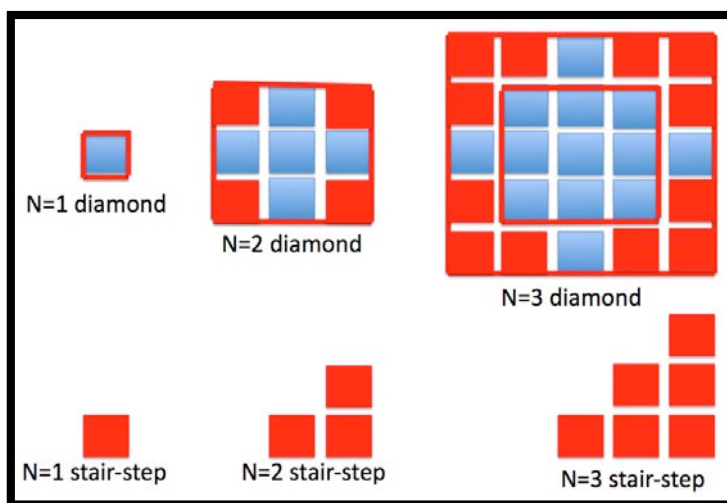 N=1 diamond
N=2 diamond
N=3 diamond
N=1 stair-step
N=2 stair-step
N=3 stair-step